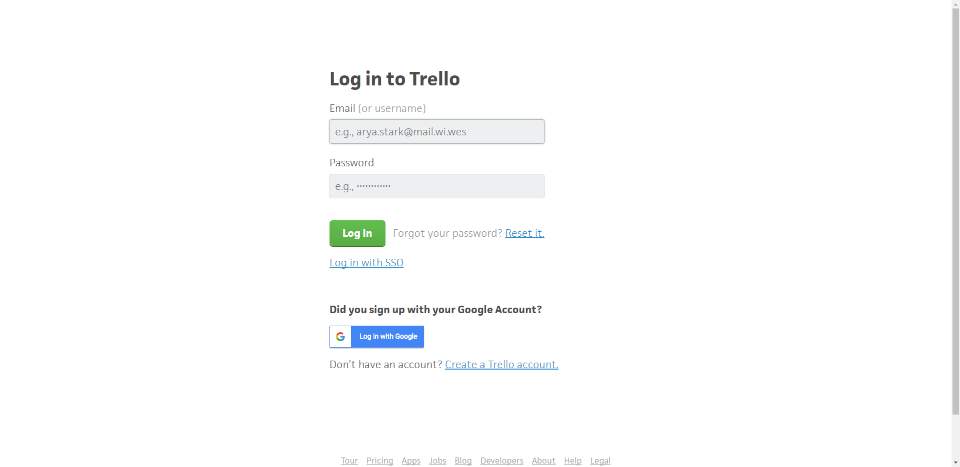 Log in to Trello
Email (or username)
e.g., arya.stark@mail.wi.wes
Password
e.g., ············
Log In Forgot your password? Reset it.
Log in with SSO
Did you sign up with your Google Account?
G Log in with Google
Don't have an account? Create a Trello account.
Tour Pricing Apps Jobs Blog Developers About Help Legal